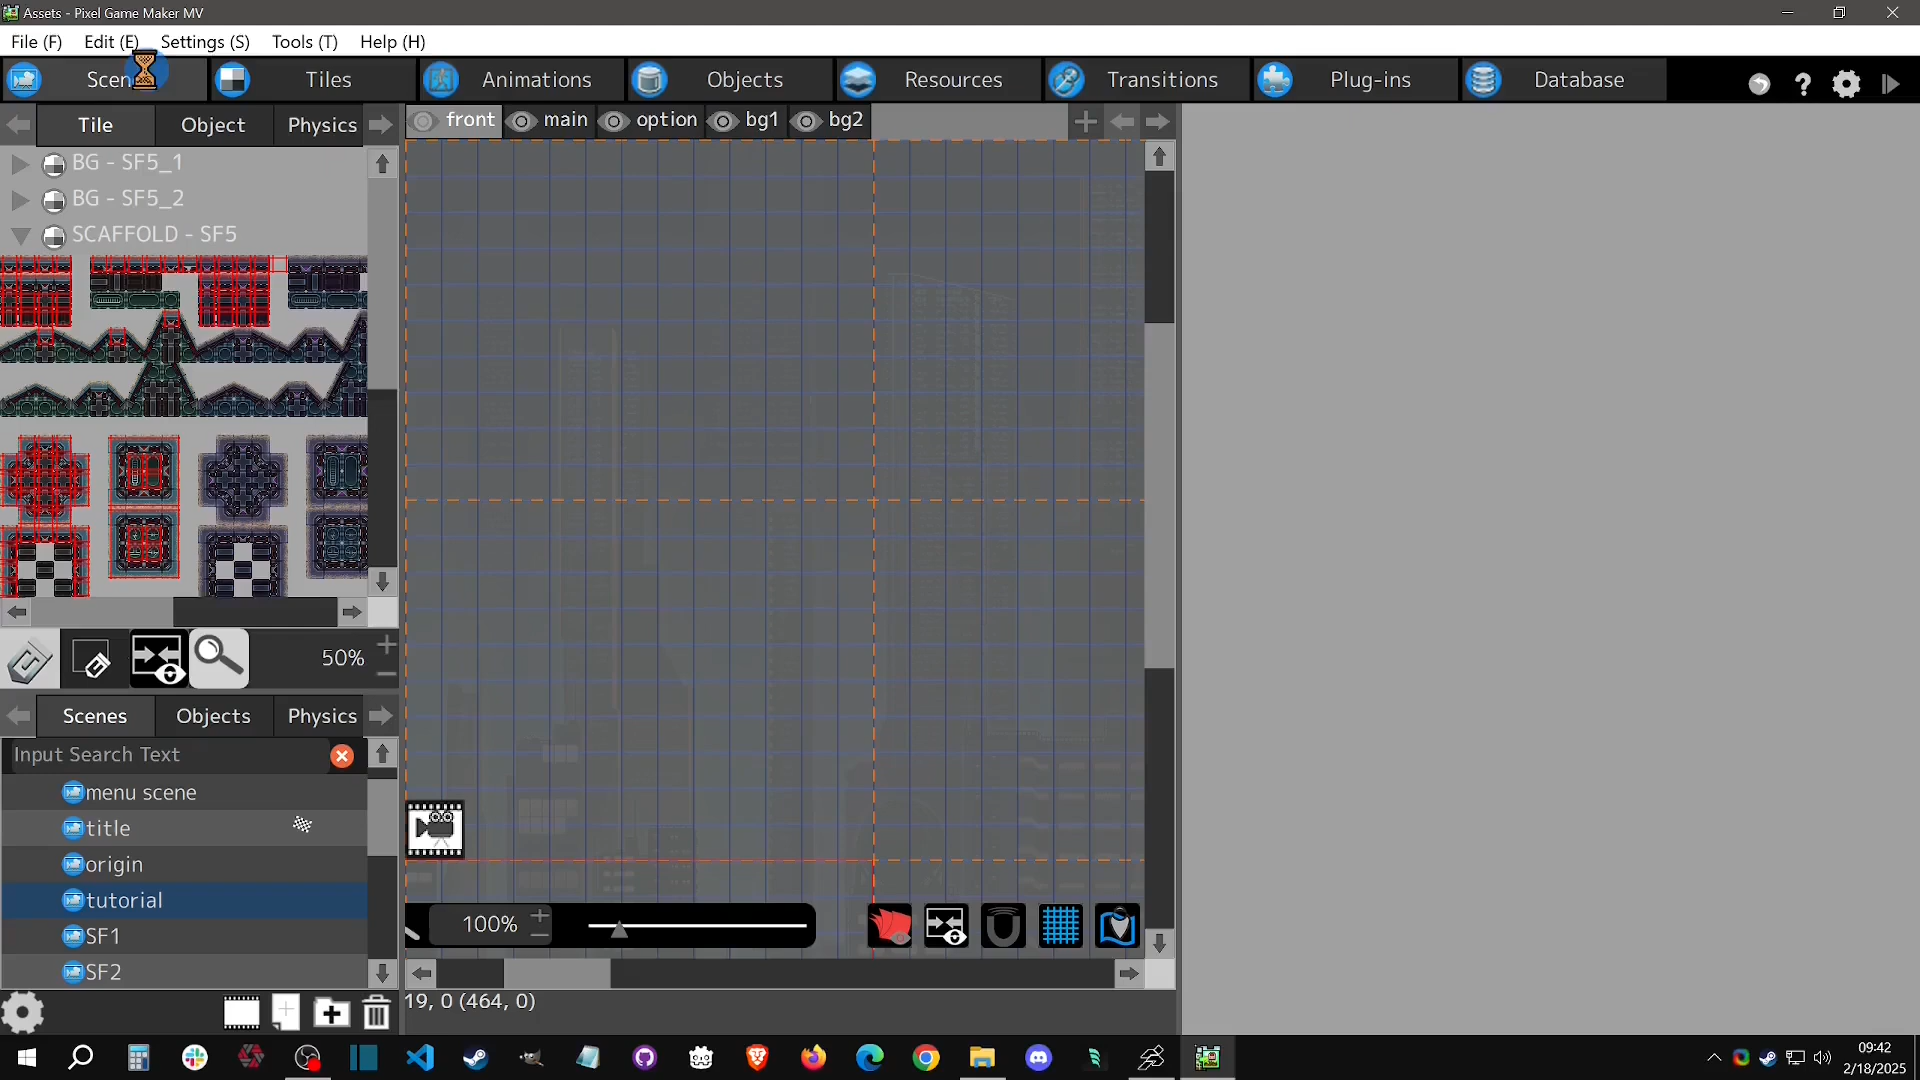 Assets - Pixel Game Maker MV
File (F) Edit (E) Settings (S) Tools (T) Help (H)
Scen Tiles Animations Objects Resources Transitions Plug-ins Database
Tile Object Physics front main option bg1 bg2
BG - SF5_1
BG - SF5_2
SCAFFOLD - SF5
50%
Scenes Objects Physics
Input Search Text
menu scene
title
origin
tutorial
SF1
SF2
100%
19, 0 (464, 0)
09:42
2/18/2025